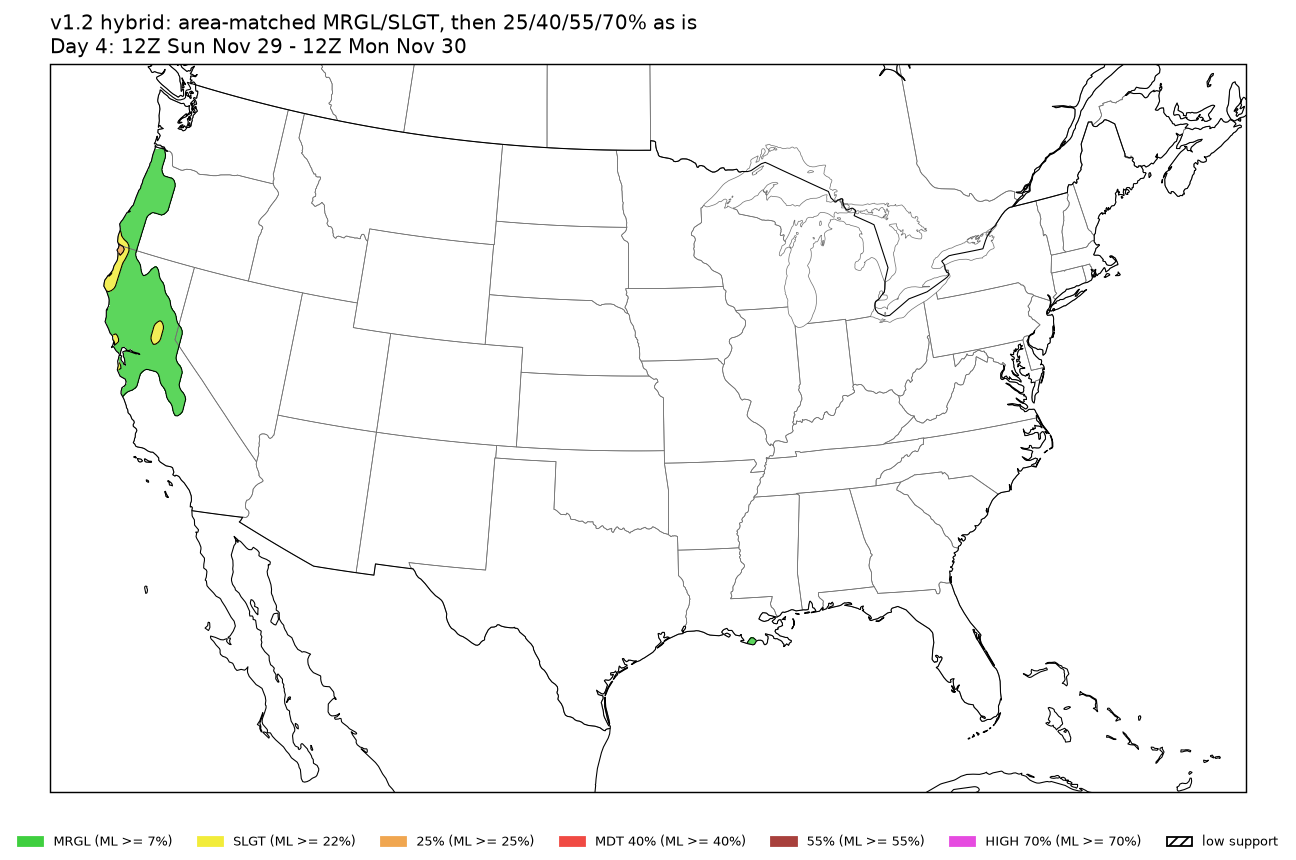 v1.2 hybrid: area-matched MRGL/SLGT, then 25/40/55/70% as is
Day 4: 12Z Sun Nov 29 - 12Z Mon Nov 30
MRGL (ML >= 7%) SLGT (ML >= 22%) 25% (ML >= 25%) MDT 40% (ML >= 40%) 55% (ML >= 55%) HIGH 70% (ML >= 70%) low support